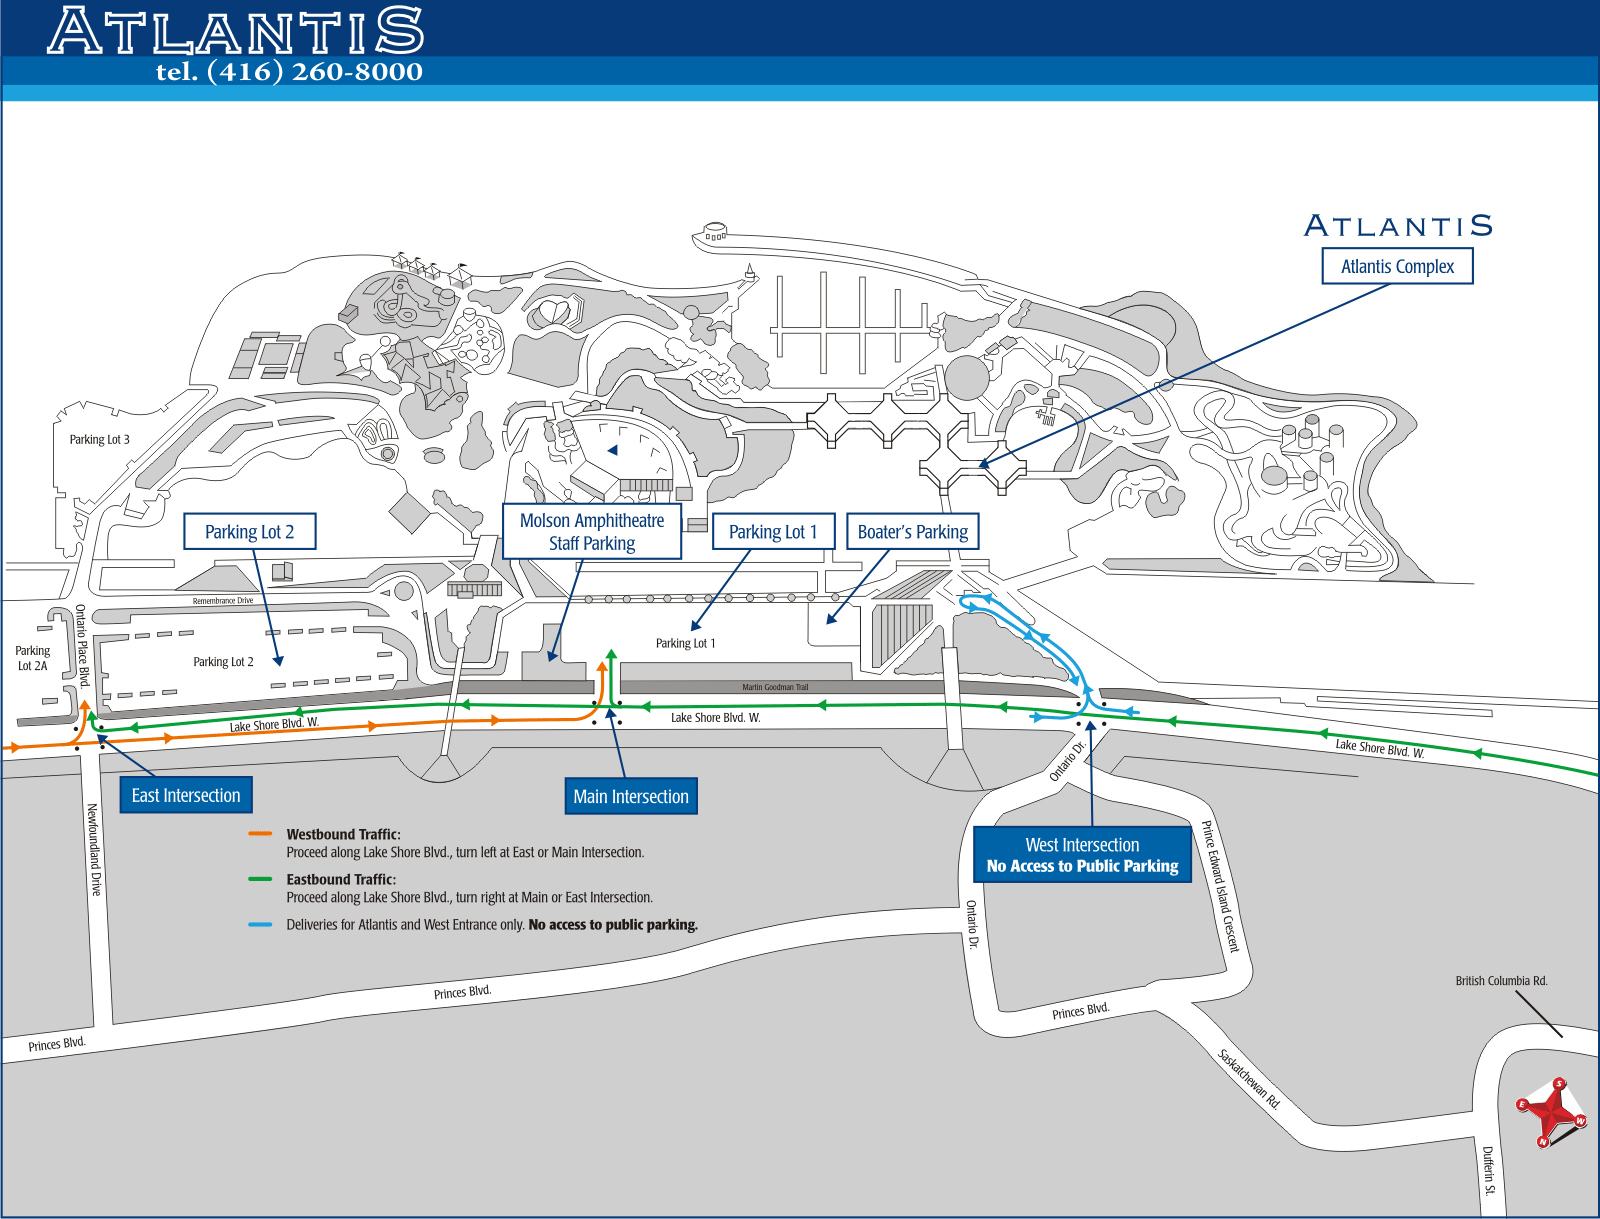 ATLANTIS
tel. (416) 260-8000
ATLANTIS
Atlantis Complex
Parking Lot 3
Parking Lot 2
Molson Amphitheatre
Staff Parking
Parking Lot 1
Boater's Parking
Remembrance Drive
Ontario Place Blvd.
Parking
Lot 2A
Parking Lot 2
Parking Lot 1
Martin Goodman Trail
Lake Shore Blvd. W.
Lake Shore Blvd. W.
Lake Shore Blvd. W.
Ontario Dr.
East Intersection
Main Intersection
West Intersection
No Access to Public Parking
Newfoundland Drive
Westbound Traffic:
Proceed along Lake Shore Blvd., turn left at East or Main Intersection.
Eastbound Traffic:
Proceed along Lake Shore Blvd., turn right at Main or East Intersection.
Deliveries for Atlantis and West Entrance only. No access to public parking.
Prince Edward Island Crescent
Ontario Dr.
Princes Blvd.
Princes Blvd.
Princes Blvd.
British Columbia Rd.
Saskatchewan Rd.
Dufferin St.
S
E
W
N